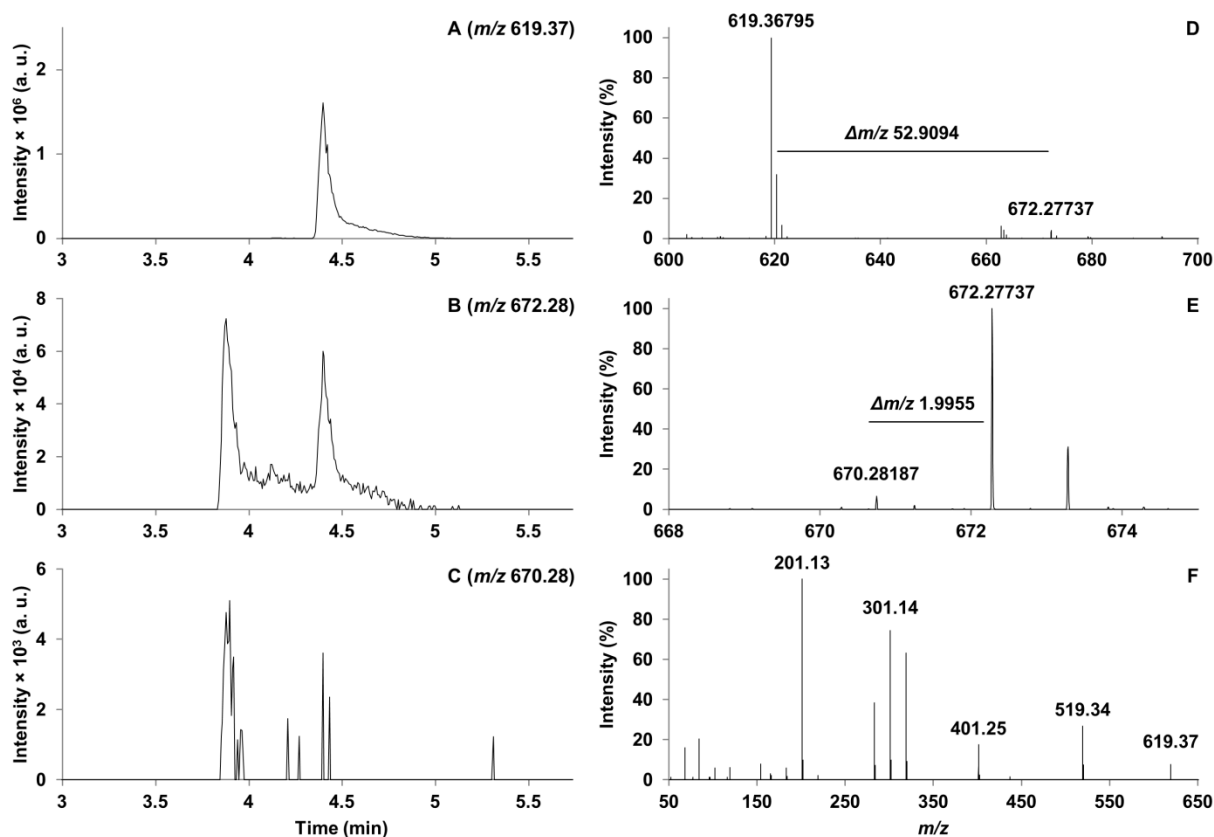 A (m/z 619.37)
Intensity × 10⁶ (a. u.)
2
1
0
3 3.5 4 4.5 5 5.5
619.36795
D
Intensity (%)
100
80
60
40
20
0
Δm/z 52.9094
672.27737
600 620 640 660 680 700
B (m/z 672.28)
Intensity × 10⁴ (a. u.)
8
6
4
2
0
3 3.5 4 4.5 5 5.5
672.27737
E
Intensity (%)
100
80
60
40
20
0
Δm/z 1.9955
670.28187
668 670 672 674
C (m/z 670.28)
Intensity × 10³ (a. u.)
6
4
2
0
3 3.5 4 4.5 5 5.5
Time (min)
201.13
F
Intensity (%)
100
80
60
40
20
0
301.14
401.25
519.34
619.37
50 150 250 350 450 550 650
m/z